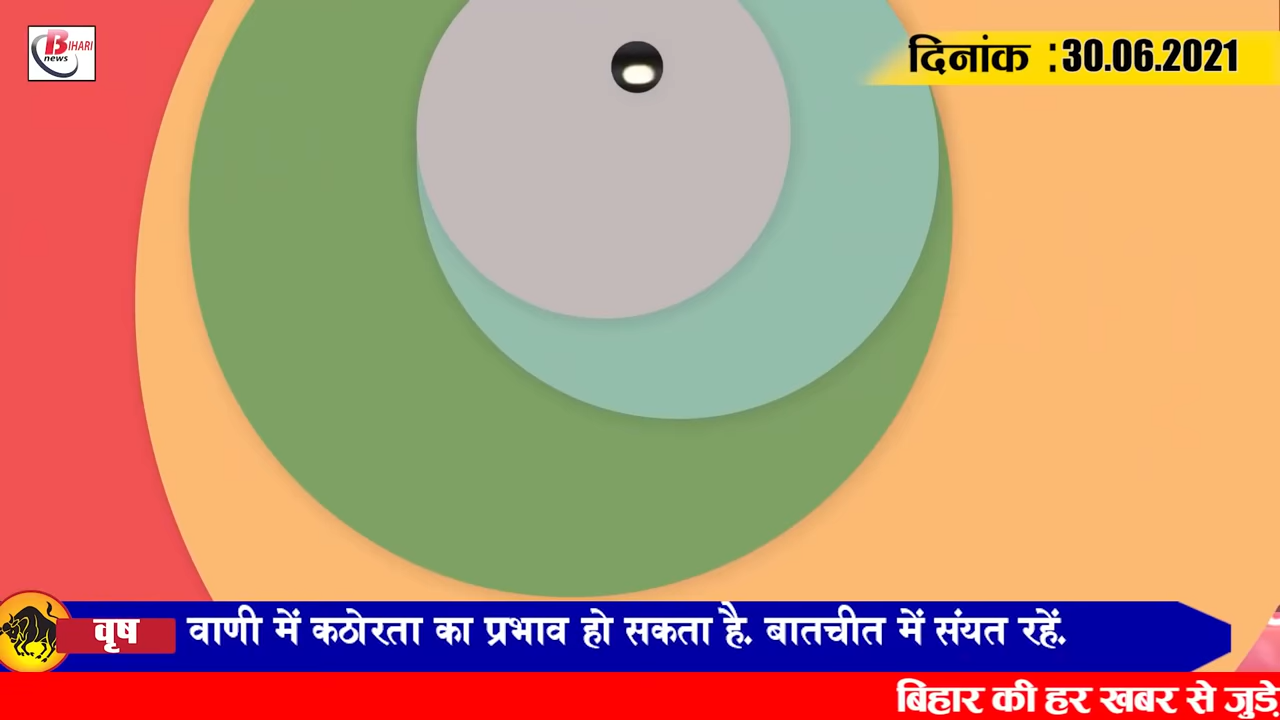 BIHARI
news
दिनांक :30.06.2021
वृष
वाणी में कठोरता का प्रभाव हो सकता है. बातचीत में संयत रहें.
बिहार की हर खबर से जुड़े